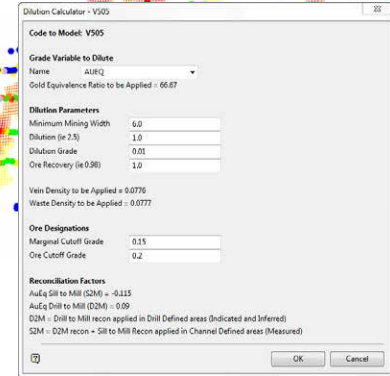 Dilution Calculator - V505
Code to Model: V505
Grade Variable to Dilute
Name AUEQ
Gold Equivalence Ratio to be Applied = 66.67
Dilution Parameters
Minimum Mining Width 6.0
Dilution (ie 2.5) 1.0
Dilution Grade 0.01
Ore Recovery (ie 0.98) 1.0
Vein Density to be Applied = 0.0776
Waste Density to be Applied = 0.0777
Ore Designations
Marginal Cutoff Grade 0.15
Ore Cutoff Grade 0.2
Reconciliation Factors
AuEq Sill to Mill (S2M) = -0.115
AuEq Drill to Mill (D2M) = 0.09
D2M = Drill to Mill recon applied in Drill Defined areas (Indicated and Inferred)
S2M = D2M recon + Sill to Mill Recon applied in Channel Defined areas (Measured)
OK Cancel